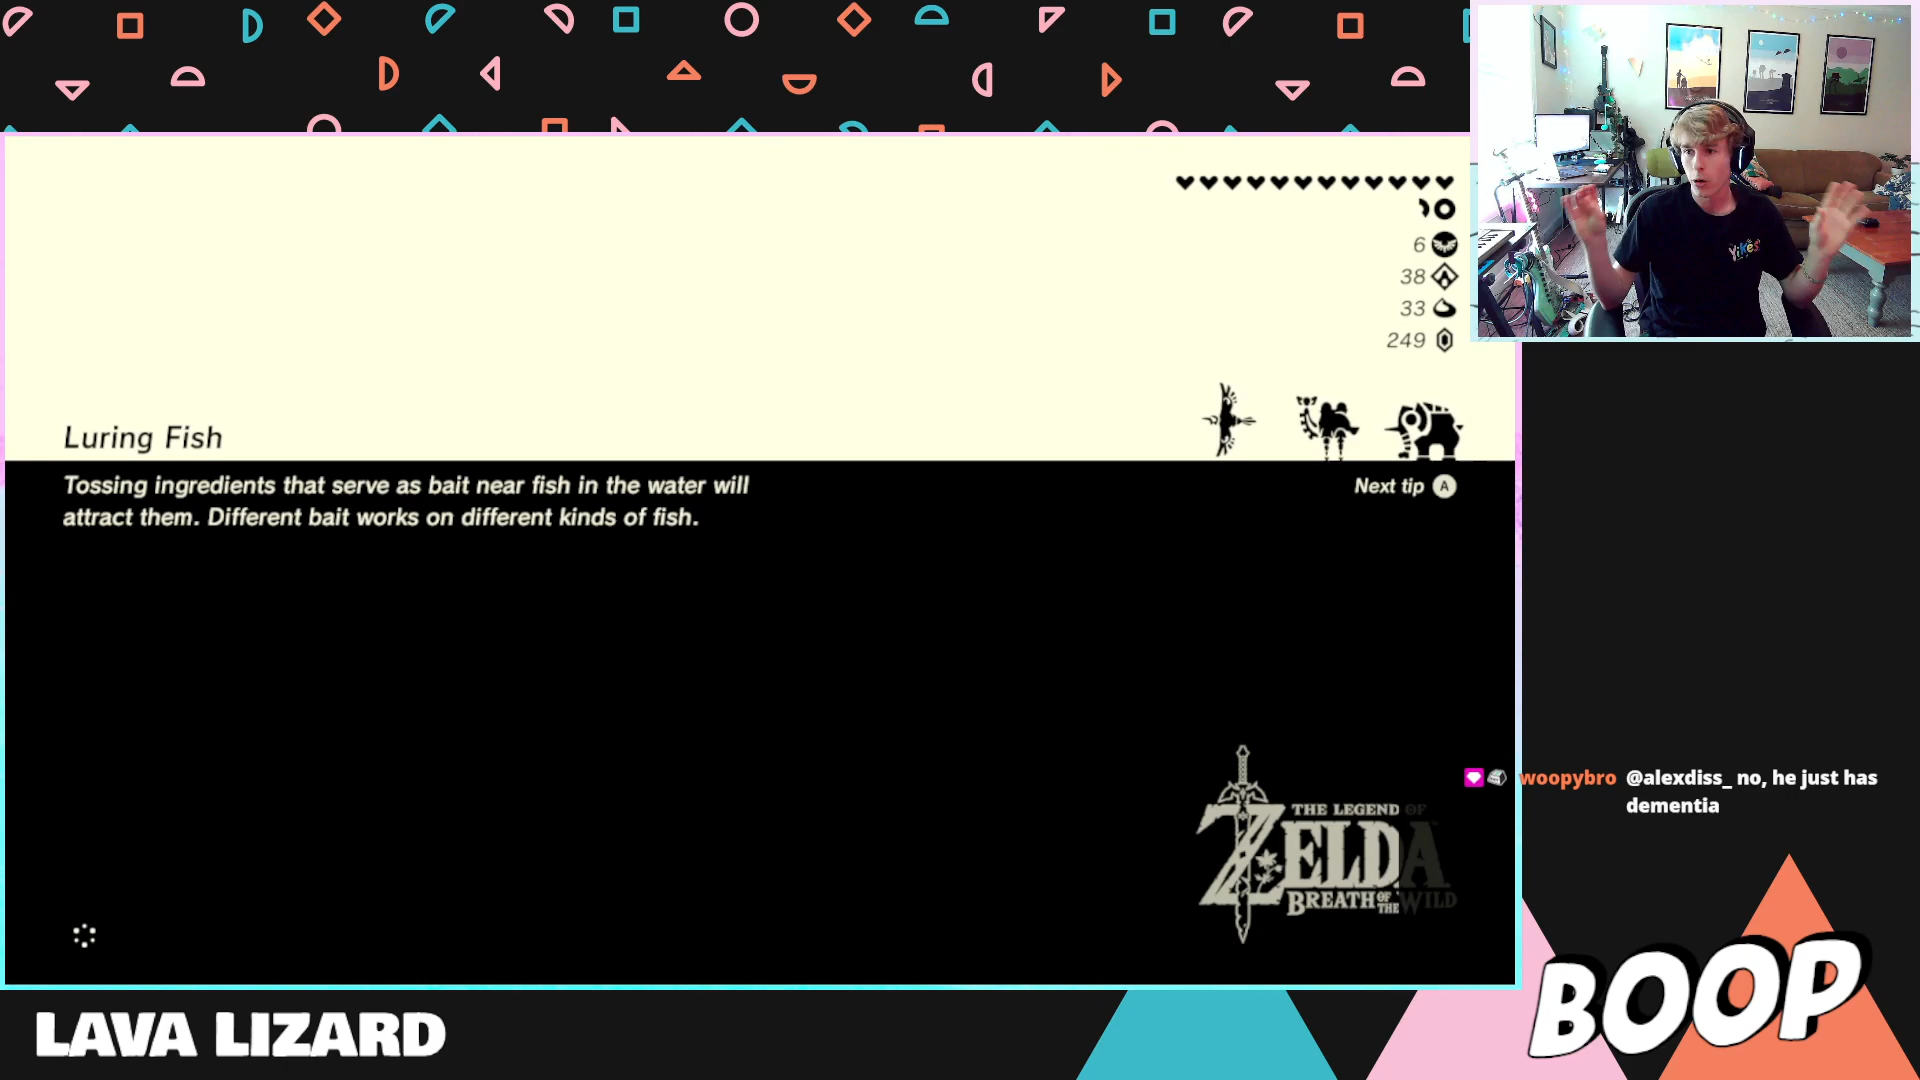 6
38
33
249
Luring Fish
Tossing ingredients that serve as bait near fish in the water will
attract them. Different bait works on different kinds of fish.
Next tip A
Yikes!
THE LEGEND OF
ZELDA
BREATH OF THE WILD
woopybro @alexdiss_ no, he just has
dementia
LAVA LIZARD
BOOP